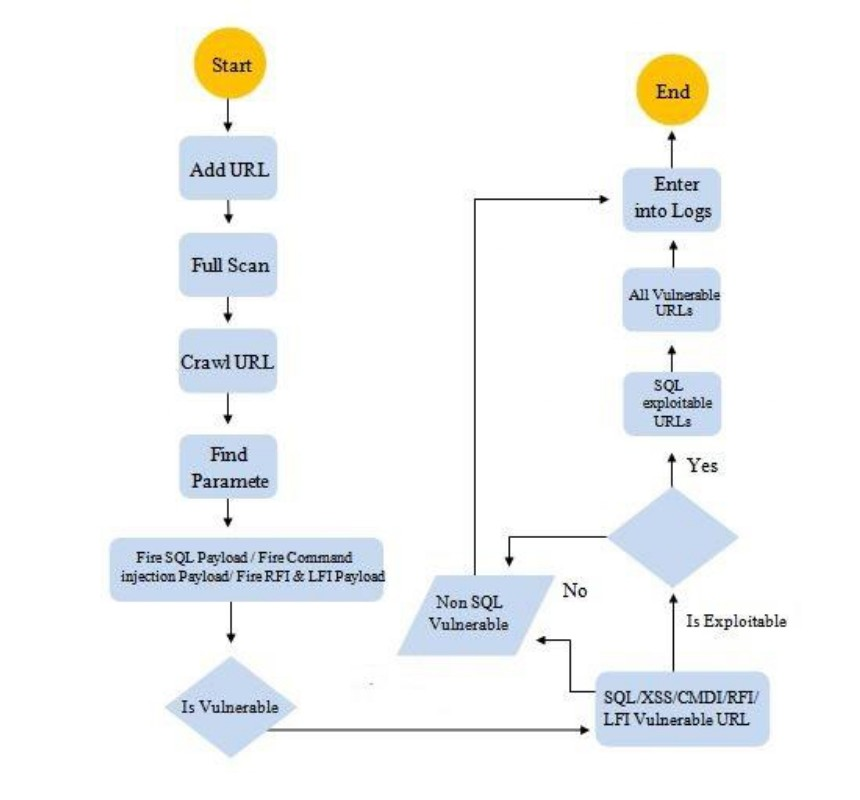 Start
Add URL
Full Scan
Crawl URL
Find
Paramete
Fire SQL Payload / Fire Command
injection Payload/ Fire RFI & LFI Payload
Is Vulnerable
SQL/XSS/CMDI/RFI/
LFI Vulnerable URL
Is Exploitable
No
Non SQL
Vulnerable
Yes
SQL
exploitable
URLs
All Vulnerable
URLs
Enter
into Logs
End